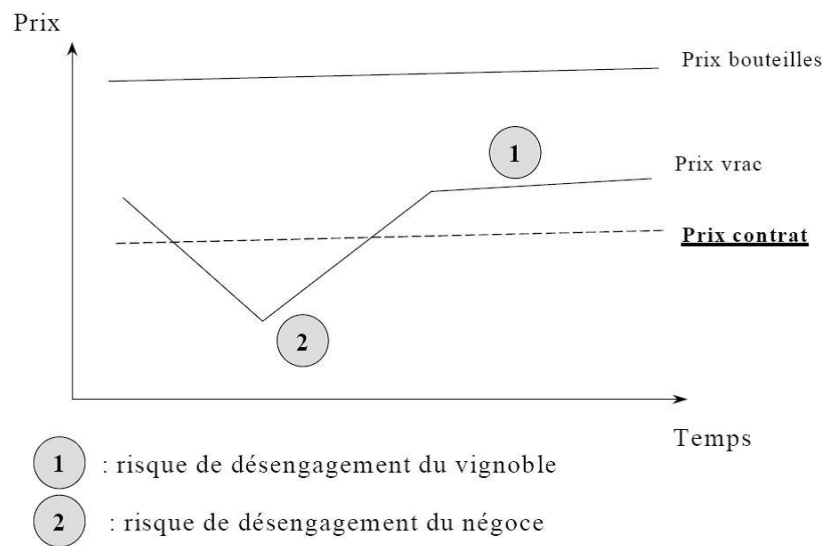 Prix
Prix bouteilles
1
Prix vrac
Prix contrat
2
Temps
1 : risque de désengagement du vignoble
2 : risque de désengagement du négoce